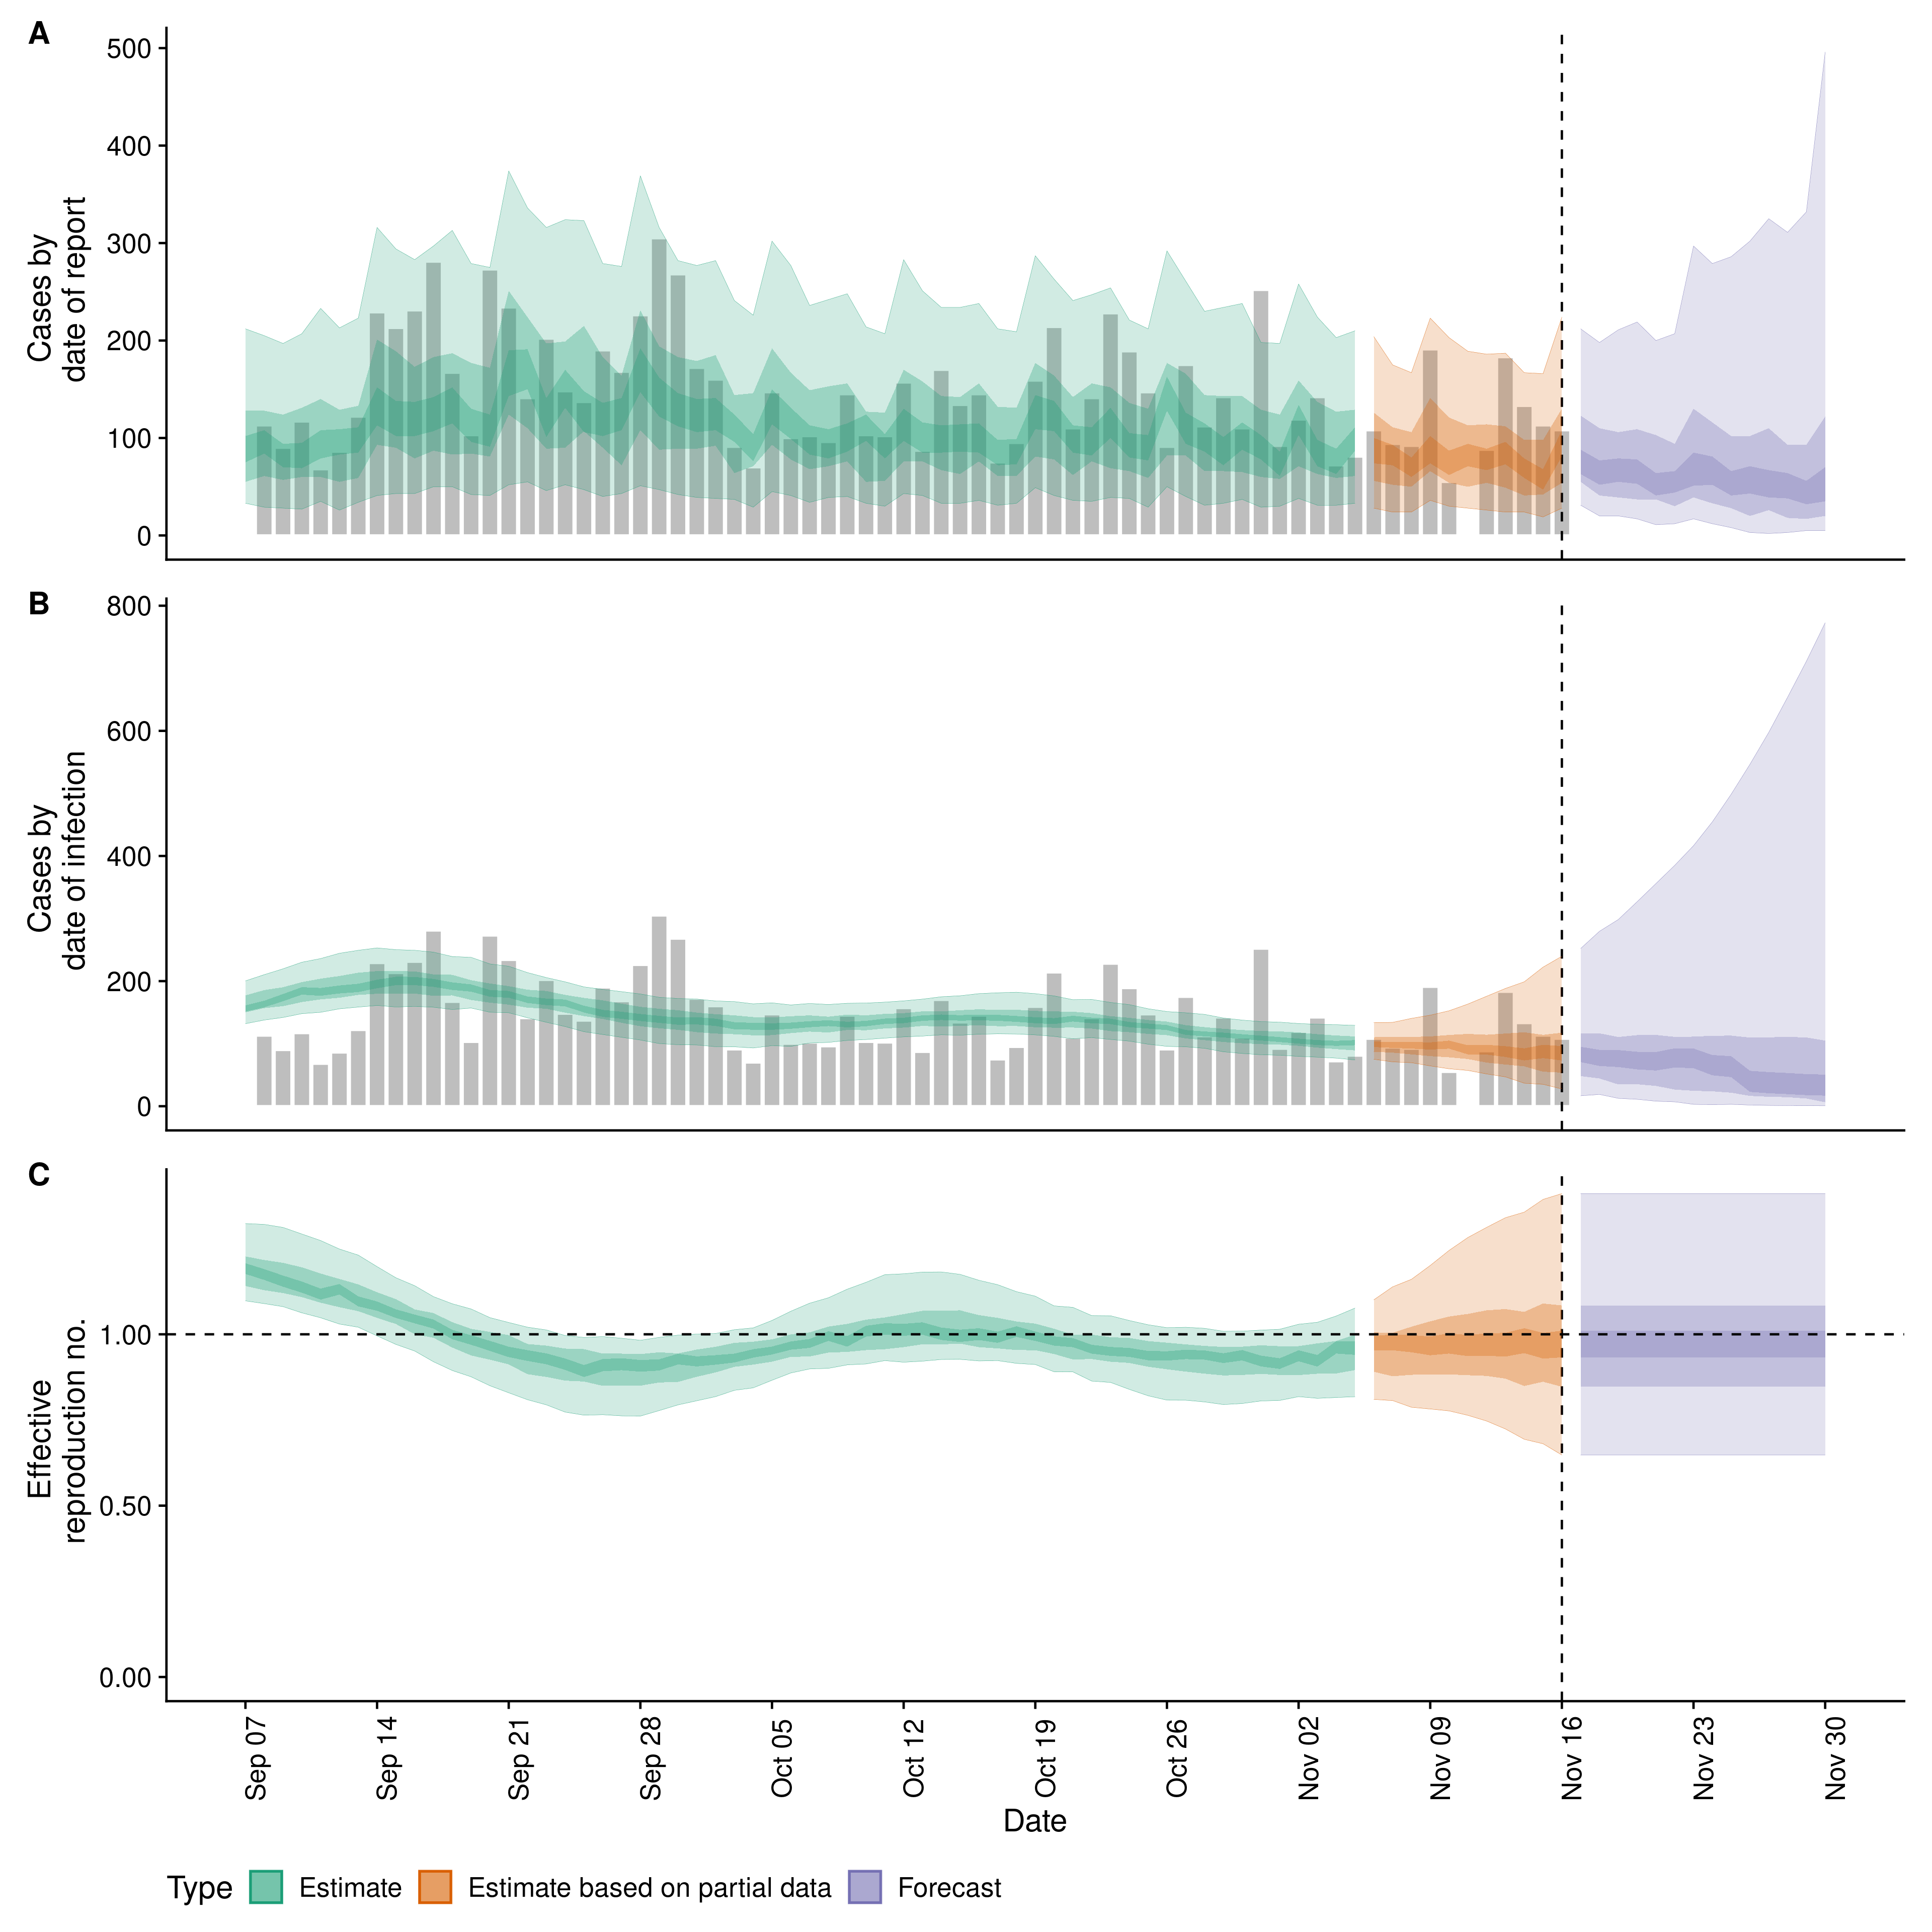 A
500
400
300
200
100
0
Cases by
date of report
B
800
600
400
200
0
Cases by
date of infection
C
1.00
0.50
0.00
Effective
reproduction no.
Sep 07
Sep 14
Sep 21
Sep 28
Oct 05
Oct 12
Oct 19
Oct 26
Nov 02
Nov 09
Nov 16
Nov 23
Nov 30
Date
Type Estimate Estimate based on partial data Forecast